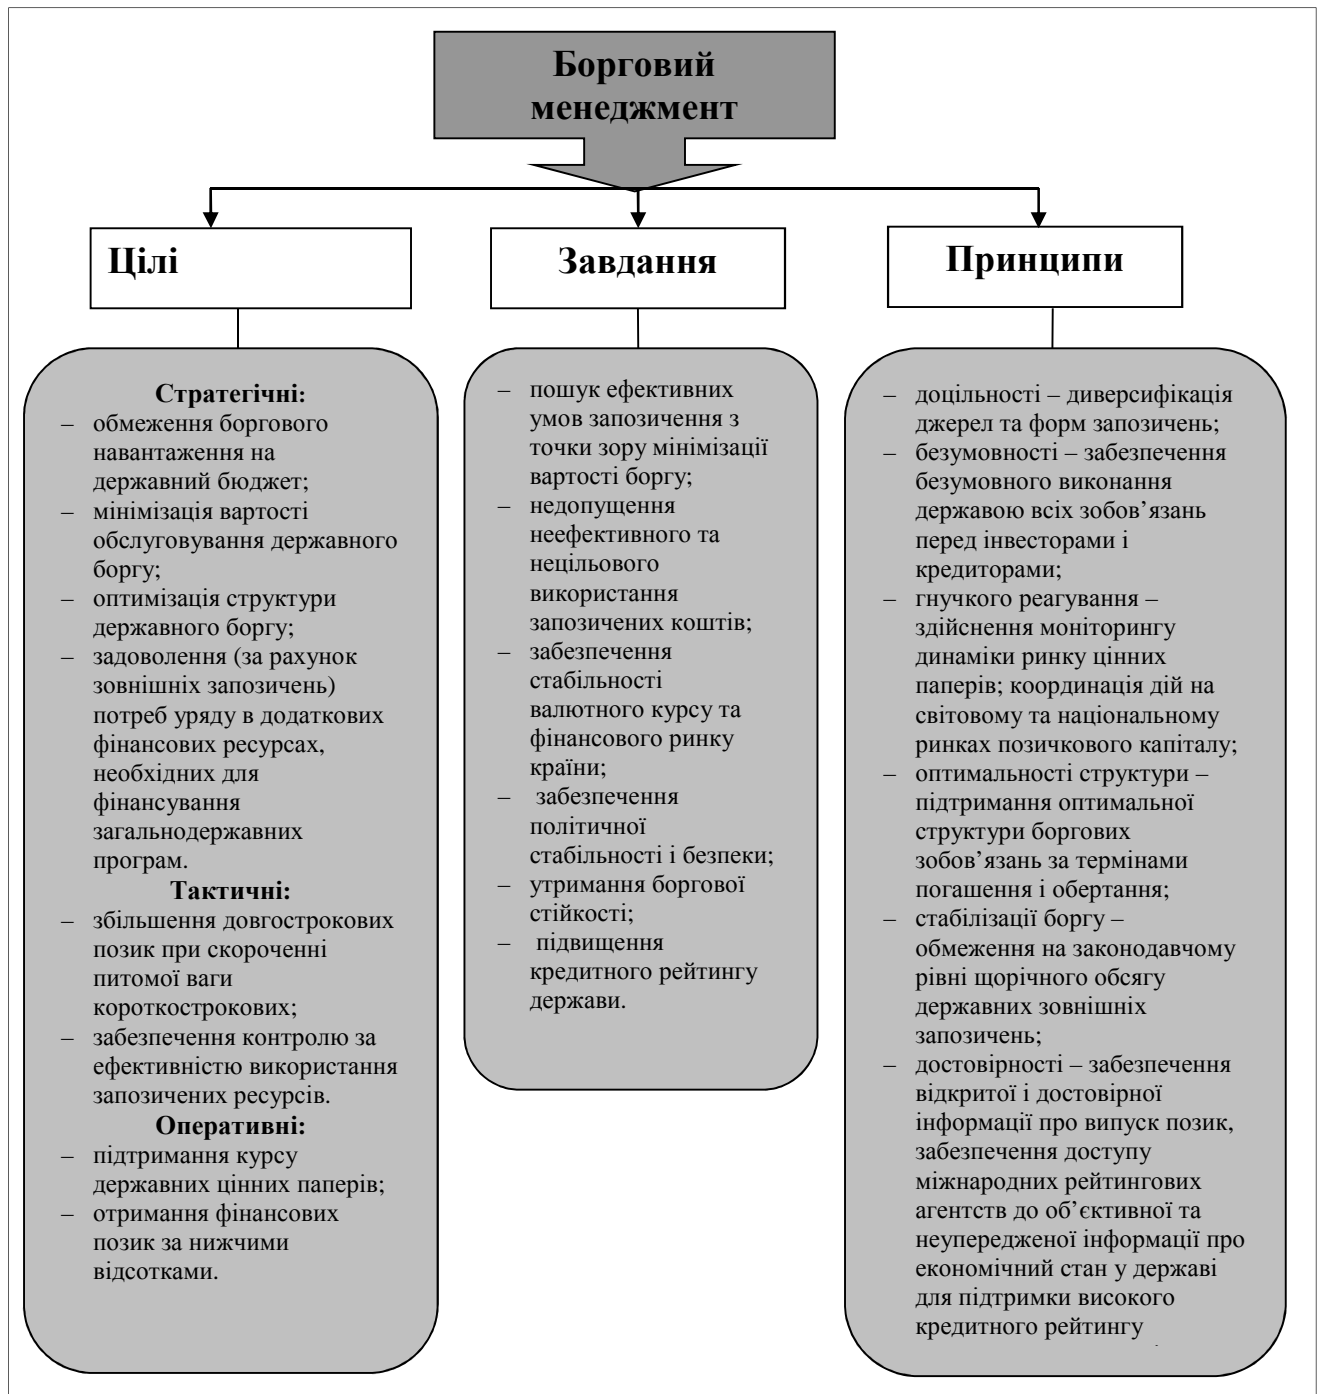 Борговий
менеджмент
Цілі
Завдання
Принципи
Стратегічні:
– обмеження боргового
навантаження на
державний бюджет;
– мінімізація вартості
обслуговування державного
боргу;
– оптимізація структури
державного боргу;
– задоволення (за рахунок
зовнішніх запозичень)
потреб уряду в додаткових
фінансових ресурсах,
необхідних для
фінансування
загальнодержавних
програм.
Тактичні:
– збільшення довгострокових
позик при скороченні
питомої ваги
короткострокових;
– забезпечення контролю за
ефективністю використання
запозичених ресурсів.
Оперативні:
– підтримання курсу
державних цінних паперів;
– отримання фінансових
позик за нижчими
відсотками.
– пошук ефективних
умов запозичення з
точки зору мінімізації
вартості боргу;
– недопущення
неефективного та
нецільового
використання
запозичених коштів;
– забезпечення
стабільності
валютного курсу та
фінансового ринку
країни;
– забезпечення
політичної
стабільності і безпеки;
– утримання боргової
стійкості;
– підвищення
кредитного рейтингу
держави.
– доцільності – диверсифікація
джерел та форм запозичень;
– безумовності – забезпечення
безумовного виконання
державою всіх зобов’язань
перед інвесторами і
кредиторами;
– гнучкого реагування –
здійснення моніторингу
динаміки ринку цінних
паперів; координація дій на
світовому та національному
ринках позичкового капіталу;
– оптимальності структури –
підтримання оптимальної
структури боргових
зобов’язань за термінами
погашення і обертання;
– стабілізації боргу –
обмеження на законодавчому
рівні щорічного обсягу
державних зовнішніх
запозичень;
– достовірності – забезпечення
відкритої і достовірної
інформації про випуск позик,
забезпечення доступу
міжнародних рейтингових
агентств до об’єктивної та
неупередженої інформації про
економічний стан у державі
для підтримки високого
кредитного рейтингу